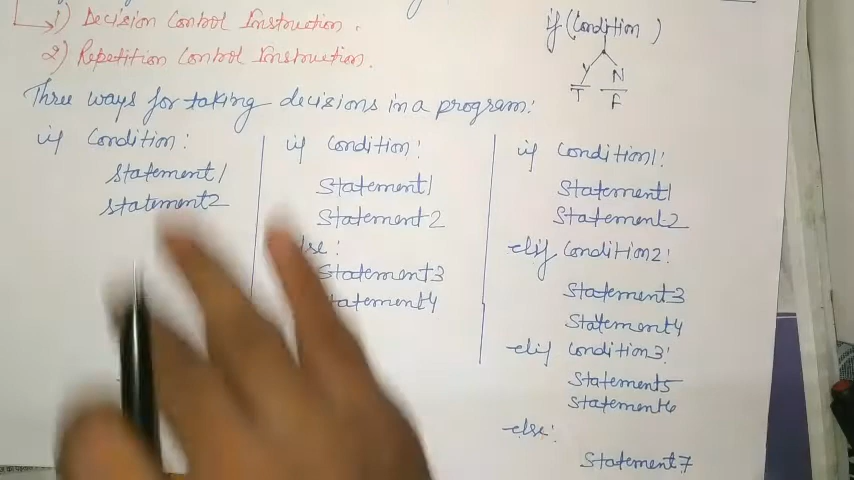 1) Decision Control Instruction.
2) Repetition Control Instruction.
if (Condition)
Y N
T F
Three ways for taking decisions in a program:
if Condition:
statement1
statement2
if Condition:
Statement1
Statement2
else:
Statement3
Statement4
if Condition1:
Statement1
Statement2
elif Condition2:
Statement3
Statement4
elif Condition3:
Statement5
Statement6
else:
Statement7